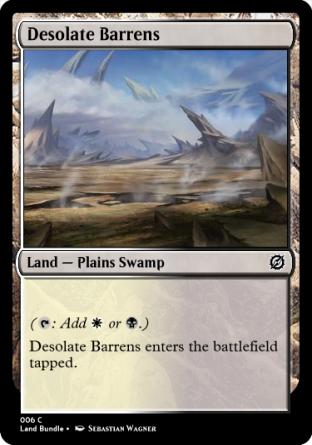 Desolate Barrens
Land — Plains Swamp
(: Add or .)
Desolate Barrens enters the battlefield
tapped.
006 C
Land Bundle • Sebastian Wagner